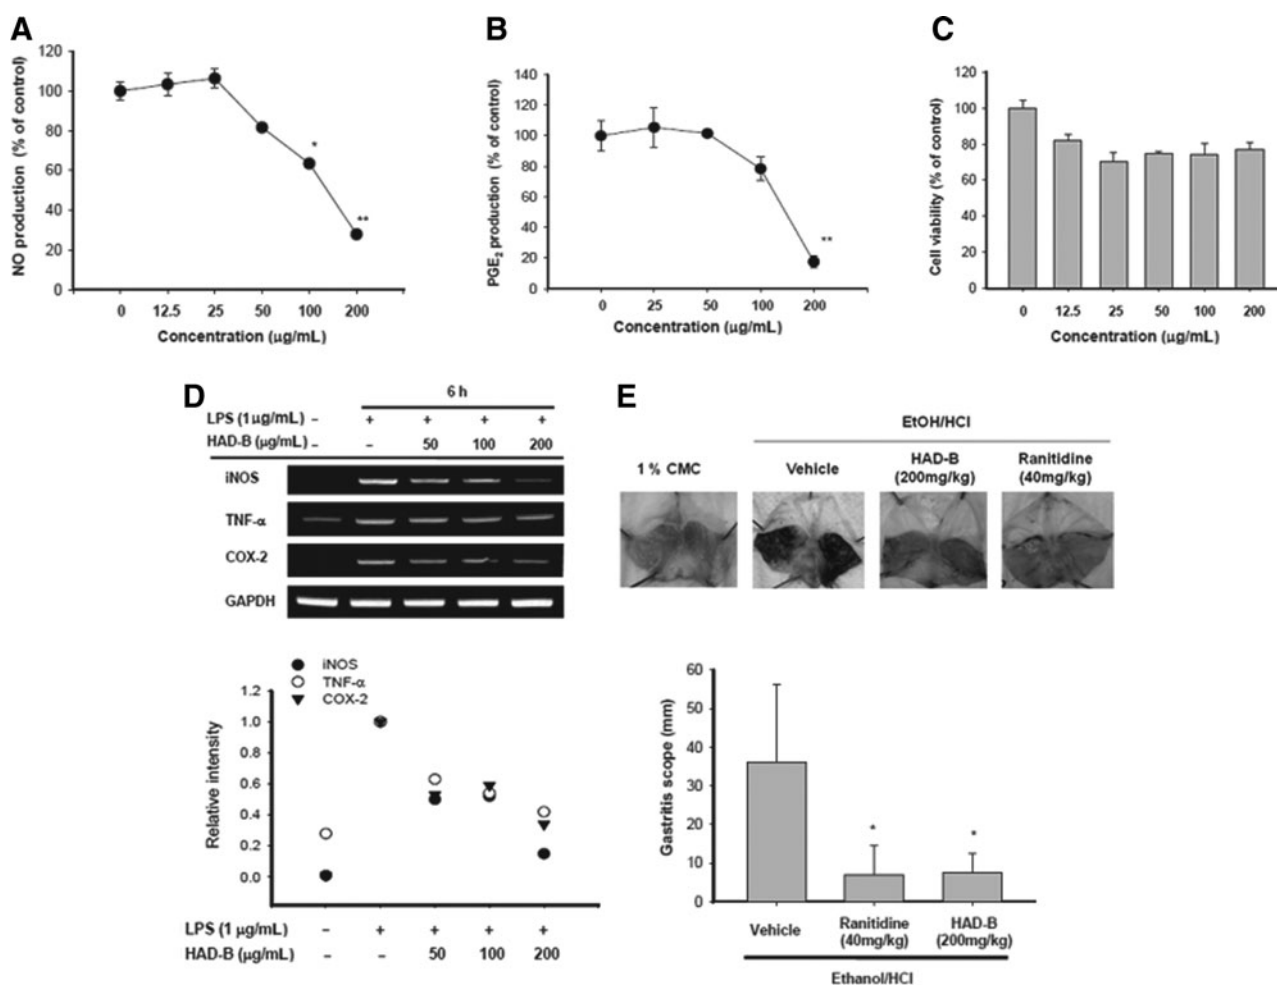 A
NO production (% of control)
120
100
80
60
40
20
0
*
**
0 12.5 25 50 100 200
Concentration (µg/mL)
B
PGE2 production (% of control)
140
120
100
80
60
40
20
0
**
0 25 50 100 200
Concentration (µg/mL)
C
Cell viability (% of control)
120
100
80
60
40
20
0
0 12.5 25 50 100 200
Concentration (µg/mL)
D
6 h
LPS (1µg/mL) – + + + +
HAD-B (µg/mL) – – 50 100 200
iNOS
TNF-α
COX-2
GAPDH
iNOS
TNF-α
COX-2
Relative intensity
1.2
1.0
0.8
0.6
0.4
0.2
0.0
LPS (1 µg/mL) – + + + +
HAD-B (µg/mL) – – 50 100 200
E
EtOH/HCl
1 % CMC Vehicle HAD-B (200mg/kg) Ranitidine (40mg/kg)
Gastritis scope (mm)
60
50
40
30
20
10
0
* *
Vehicle Ranitidine (40mg/kg) HAD-B (200mg/kg)
Ethanol/HCl